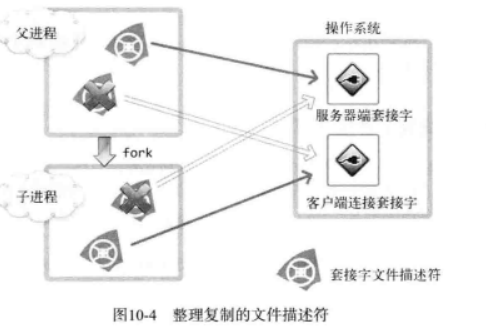 父进程
操作系统
服务器端套接字
fork
子进程
客户端连接套接字
套接字文件描述符
图10-4 整理复制的文件描述符